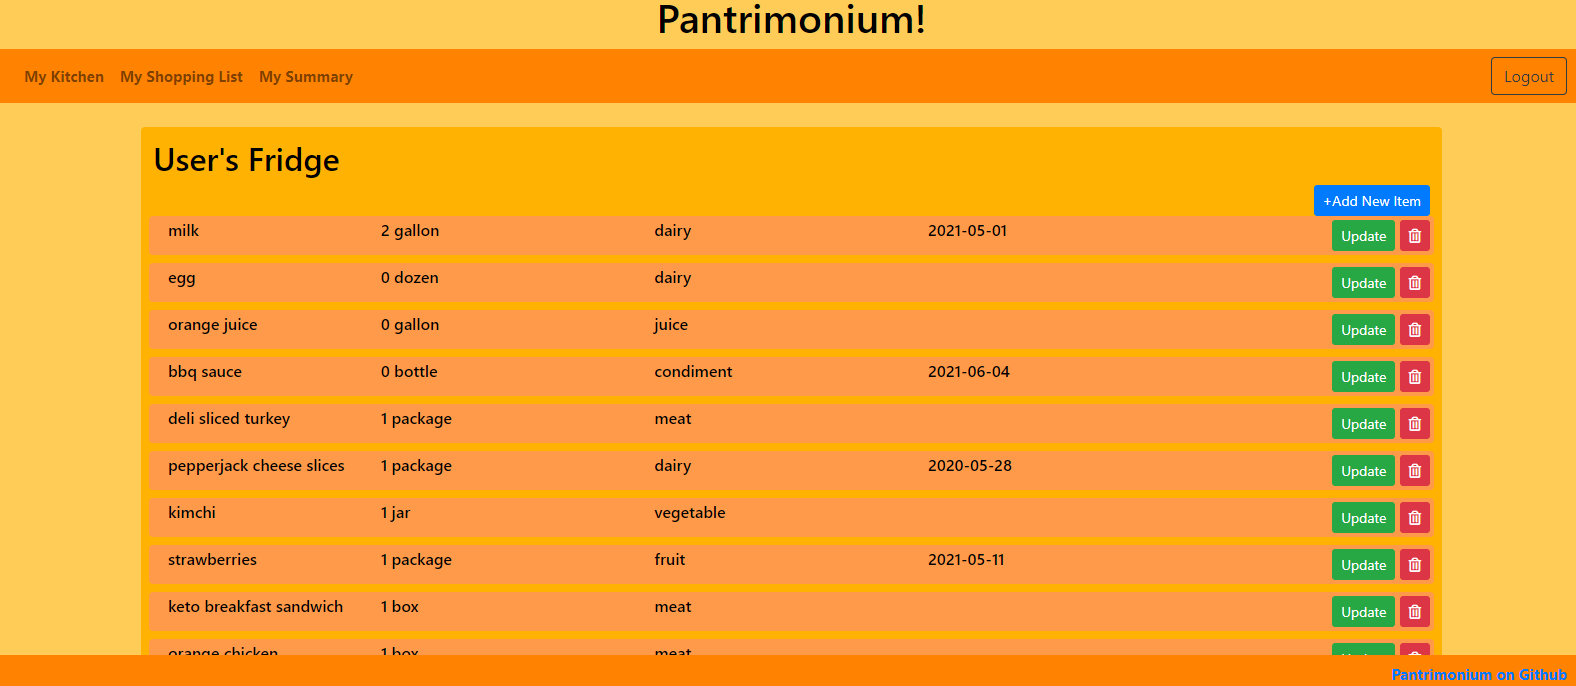 Pantrimonium!
My Kitchen My Shopping List My Summary Logout
User's Fridge
+Add New Item
milk 2 gallon dairy 2021-05-01 Update
egg 0 dozen dairy Update
orange juice 0 gallon juice Update
bbq sauce 0 bottle condiment 2021-06-04 Update
deli sliced turkey 1 package meat Update
pepperjack cheese slices 1 package dairy 2020-05-28 Update
kimchi 1 jar vegetable Update
strawberries 1 package fruit 2021-05-11 Update
keto breakfast sandwich 1 box meat Update
orange chicken 1 box meat Update
Pantrimonium on Github